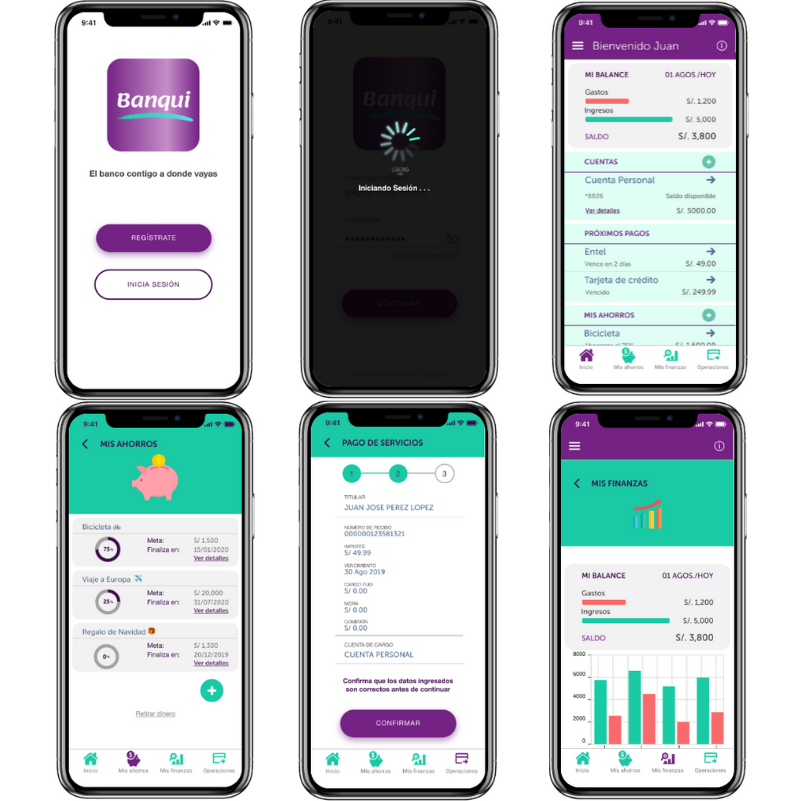 9:41
Banqui
El banco contigo a donde vayas
REGÍSTRATE
INICIA SESIÓN
9:41
Banqui
LOADING
Iniciando Sesión . . .
CONTINUAR
9:41
Bienvenido Juan
MI BALANCE 01 AGOS./HOY
Gastos
S/. 1,200
Ingresos
S/. 5,000
SALDO S/. 3,800
CUENTAS
Cuenta Personal
*8826 Saldo disponible
Ver detalles S/. 5000.00
PRÓXIMOS PAGOS
Entel
Vence en 2 días S/. 49.00
Tarjeta de crédito
Vencido S/. 249.99
MIS AHORROS
Bicicleta
Inicio Mis ahorros Mis finanzas Operaciones
9:41
MIS AHORROS
Bicicleta
75% Meta: S/ 1,500
Finaliza en: 15/01/2020
Ver detalles
Viaje a Europa
25% Meta: S/ 20,000
Finaliza en: 31/07/2020
Ver detalles
Regalo de Navidad
0% Meta: S/ 1,300
Finaliza en: 20/12/2019
Ver detalles
Retirar dinero
Inicio Mis ahorros Mis finanzas Operaciones
9:41
PAGO DE SERVICIOS
1 2 3
TITULAR
JUAN JOSE PEREZ LOPEZ
NÚMERO DE RECIBO
000000123581321
IMPORTE
S/ 49.99
VENCIMIENTO
30 Ago 2019
CARGO FIJO
S/ 0.00
MORA
S/ 0.00
COMISIÓN
S/ 0.00
CUENTA DE CARGO
CUENTA PERSONAL
Confirma que los datos ingresados
son correctos antes de continuar
CONFIRMAR
Inicio Mis ahorros Mis finanzas Operaciones
9:41
MIS FINANZAS
MI BALANCE 01 AGOS./HOY
Gastos
S/. 1,200
Ingresos
S/. 5,000
SALDO S/. 3,800
8000
6000
4000
2000
0
Inicio Mis ahorros Mis finanzas Operaciones